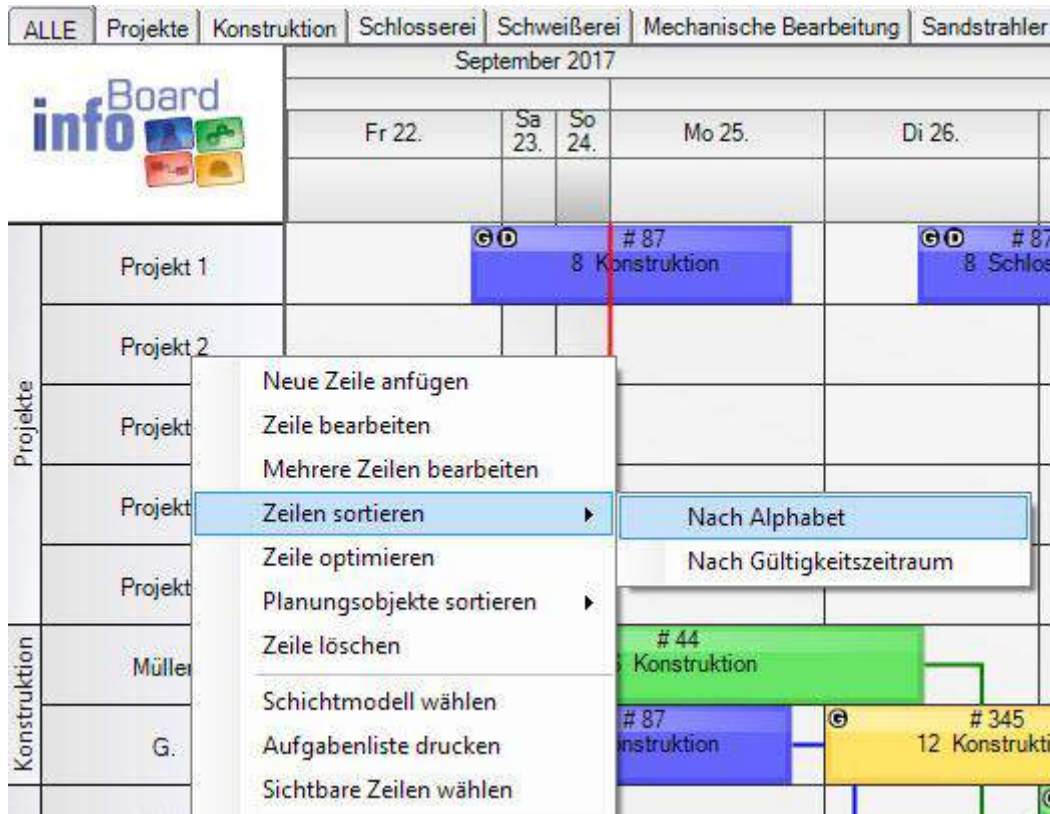 ALLE Projekte Konstruktion Schlosserei Schweißerei Mechanische Bearbeitung Sandstrahler
September 2017
info Board
Fr 22. Sa 23. So 24. Mo 25. Di 26.
Projekte
Projekt 1
G D # 87
8 Konstruktion
G D # 87
8 Schlos
Projekt 2
Projekt
Projekt
Projekt
Neue Zeile anfügen
Zeile bearbeiten
Mehrere Zeilen bearbeiten
Zeilen sortieren
Zeile optimieren
Planungsobjekte sortieren
Zeile löschen
Schichtmodell wählen
Aufgabenliste drucken
Sichtbare Zeilen wählen
Nach Alphabet
Nach Gültigkeitszeitraum
Konstruktion
Müller
# 44
Konstruktion
G.
# 87
nstruktion
G # 345
12 Konstrukti